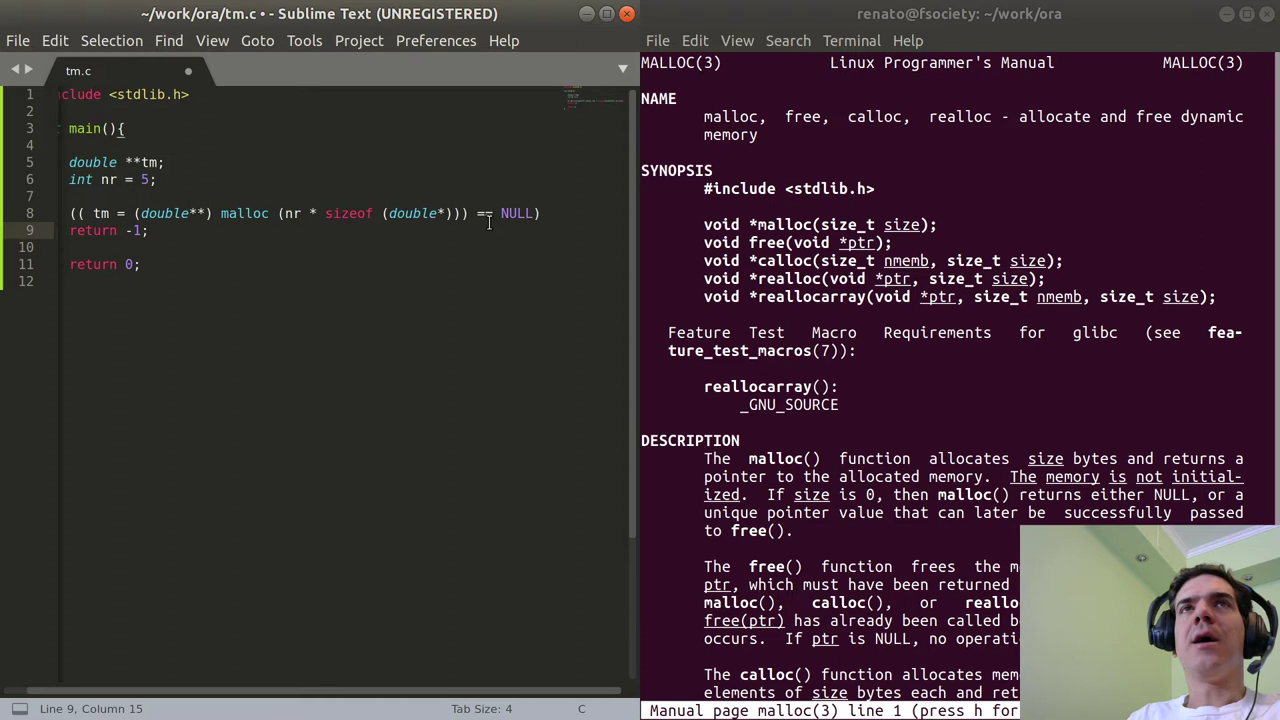 ~/work/ora/tm.c • - Sublime Text (UNREGISTERED)
File Edit Selection Find View Goto Tools Project Preferences Help
tm.c
1 clude <stdlib.h>
2
3 main(){
4
5 double **tm;
6 int nr = 5;
7
8 (( tm = (double**) malloc (nr * sizeof (double*))) == NULL)
9 return -1;
10
11 return 0;
12
Line 9, Column 15 Tab Size: 4 C
renato@fsociety: ~/work/ora
File Edit View Search Terminal Help
MALLOC(3) Linux Programmer's Manual MALLOC(3)
NAME
malloc, free, calloc, realloc - allocate and free dynamic
memory
SYNOPSIS
#include <stdlib.h>
void *malloc(size_t size);
void free(void *ptr);
void *calloc(size_t nmemb, size_t size);
void *realloc(void *ptr, size_t size);
void *reallocarray(void *ptr, size_t nmemb, size_t size);
Feature Test Macro Requirements for glibc (see fea-
ture_test_macros(7)):
reallocarray():
_GNU_SOURCE
DESCRIPTION
The malloc() function allocates size bytes and returns a
pointer to the allocated memory. The memory is not initial-
ized. If size is 0, then malloc() returns either NULL, or a
unique pointer value that can later be successfully passed
to free().
The free() function frees the
ptr, which must have been returned
malloc(), calloc(), or
free(ptr) has already been called
occurs. If ptr is NULL, no
The calloc() function allocates
elements of size bytes each and
Manual page malloc(3) line 1 (press h for